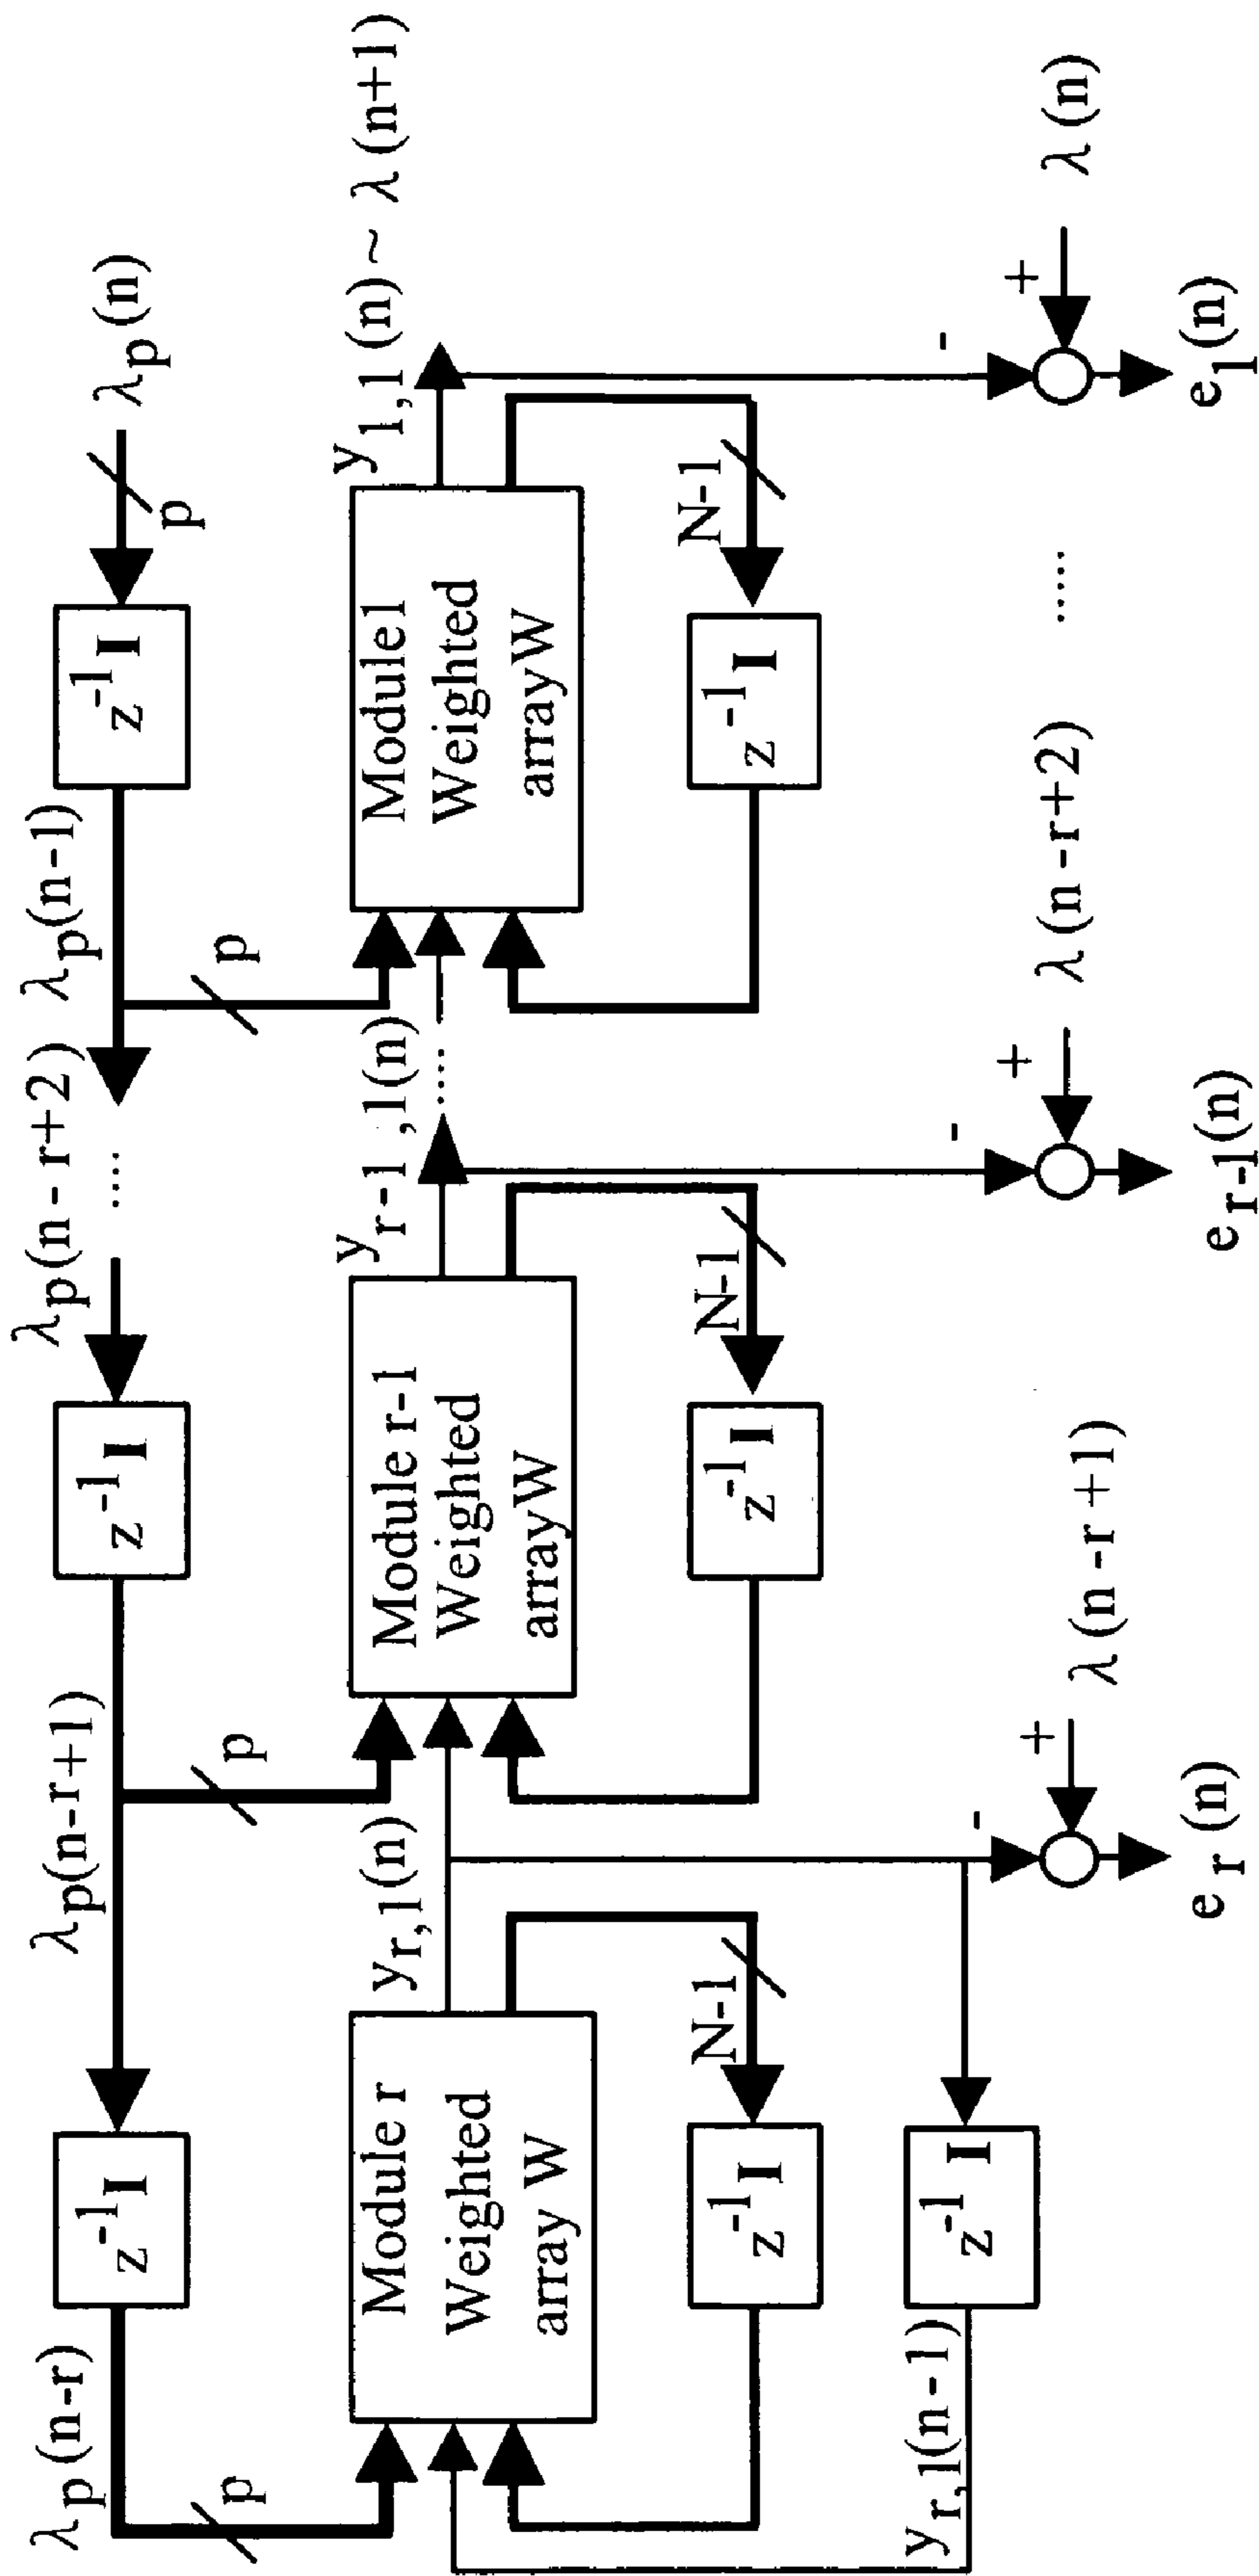 λp(n-r)
λp(n-r+1)
λp(n-r+2)
λp(n-1)
λp(n)
z-1I
z-1I
....
z-1I
p
p
p
p
yr,1(n)
yr-1,1(n)
....
y1,1(n) ~ λ(n+1)
Module r
Weighted
array W
Module r-1
Weighted
arrayW
Module1
Weighted
arrayW
N-1
N-1
N-1
z-1I
z-1I
z-1I
yr,1(n-1)
z-1I
-
+
λ(n-r+1)
-
+
λ(n-r+2)
.....
-
+
λ(n)
er(n)
er-1(n)
e1(n)